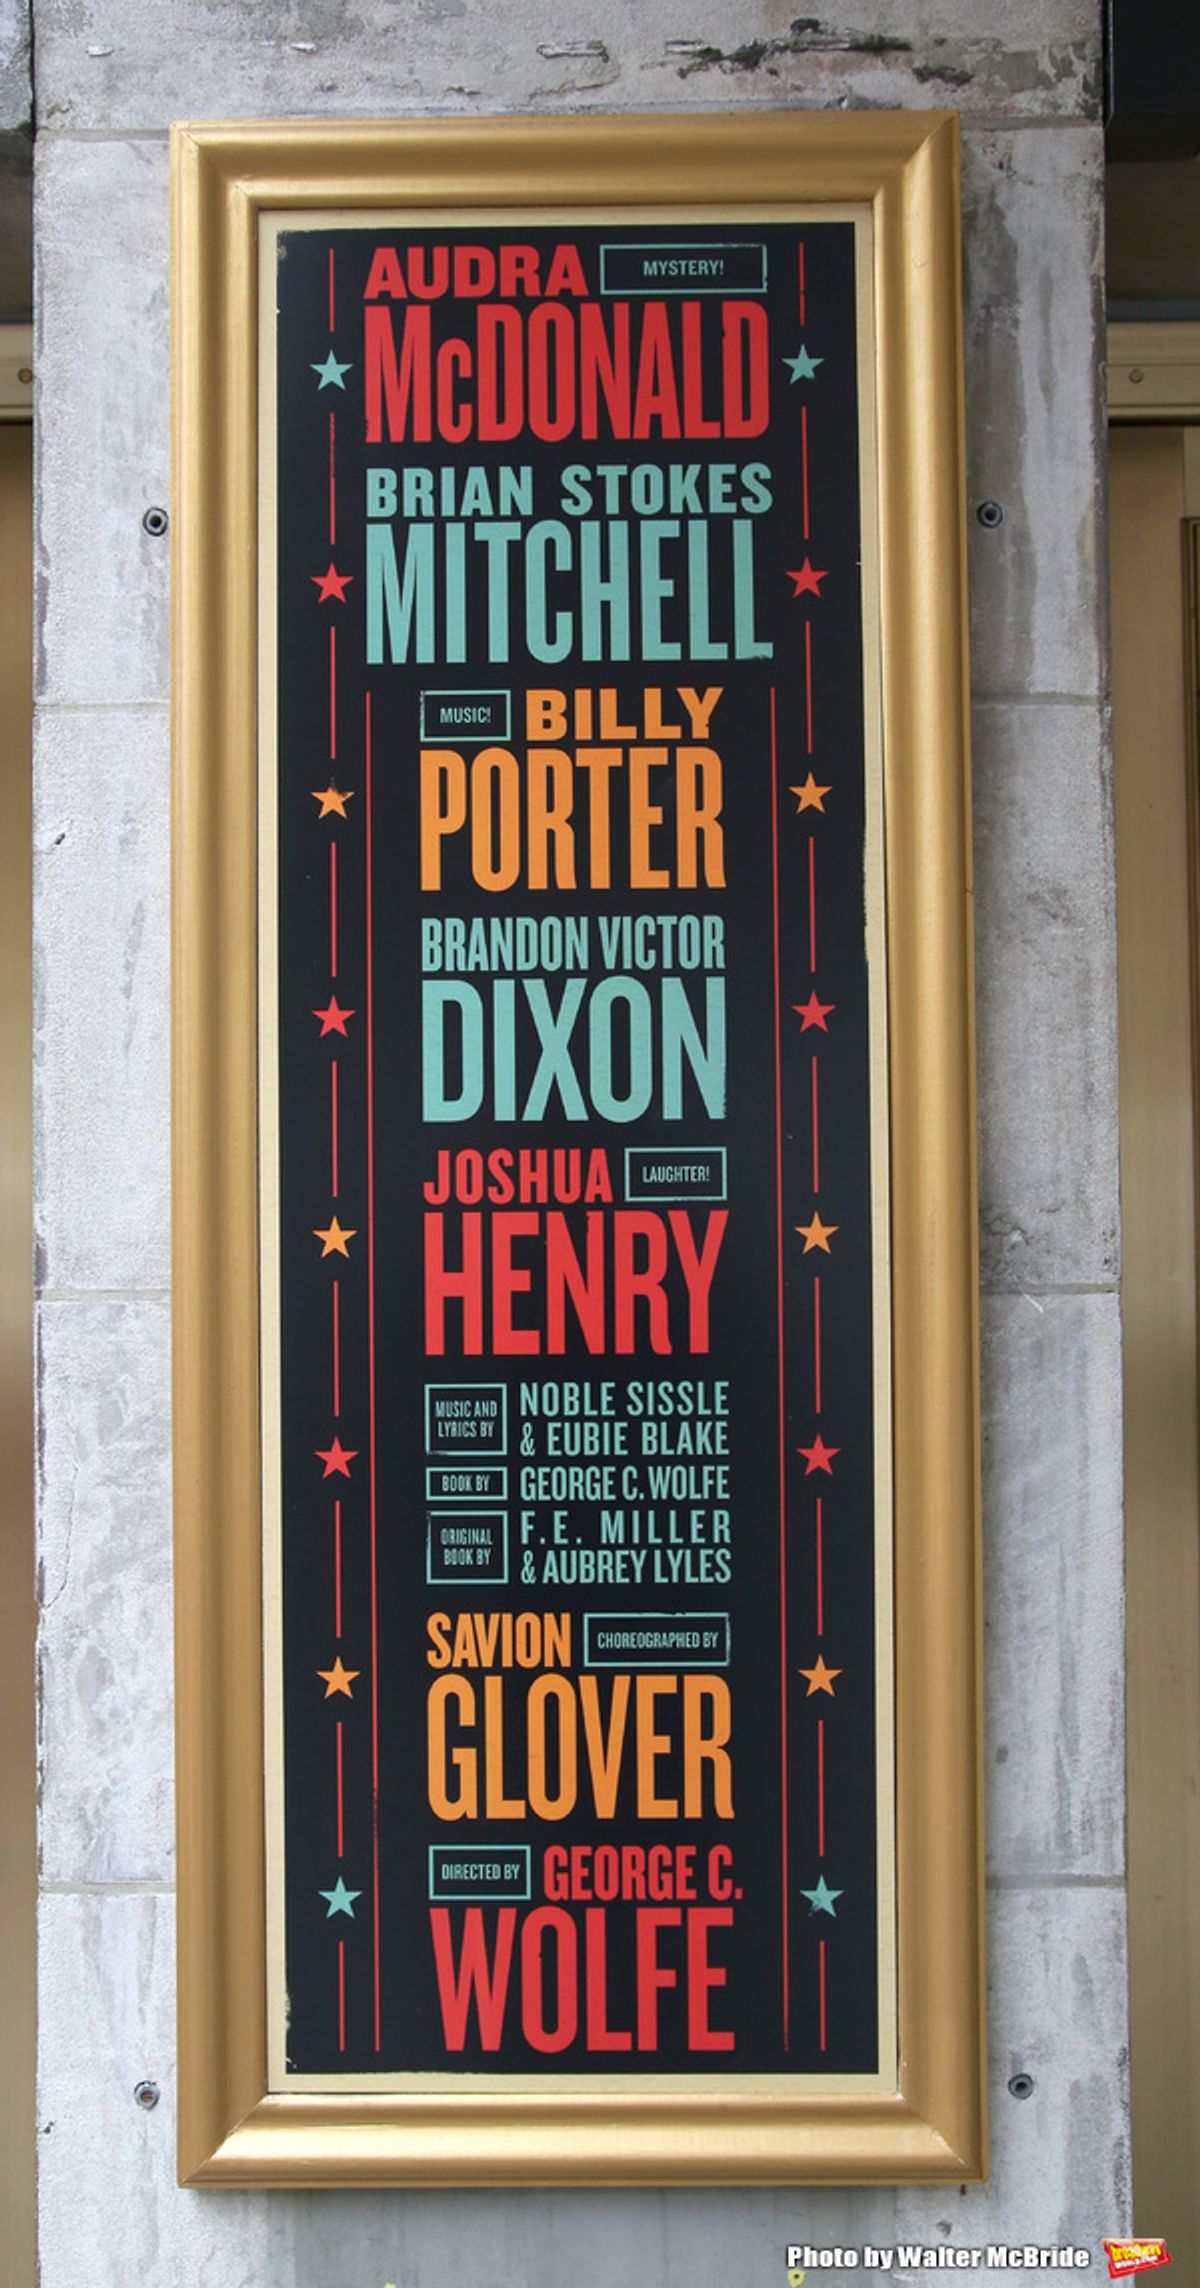 AUDRA MYSTERY!
McDONALD
BRIAN STOKES
MITCHELL
MUSIC! BILLY
PORTER
BRANDON VICTOR
DIXON
JOSHUA LAUGHTER!
HENRY
MUSIC AND
LYRICS BY
NOBLE SISSLE
& EUBIE BLAKE
BOOK BY GEORGE C. WOLFE
ORIGINAL
BOOK BY
F.E. MILLER
& AUBREY LYLES
SAVION CHOREOGRAPHED BY
GLOVER
DIRECTED BY GEORGE C.
WOLFE
Photo by Walter McBride